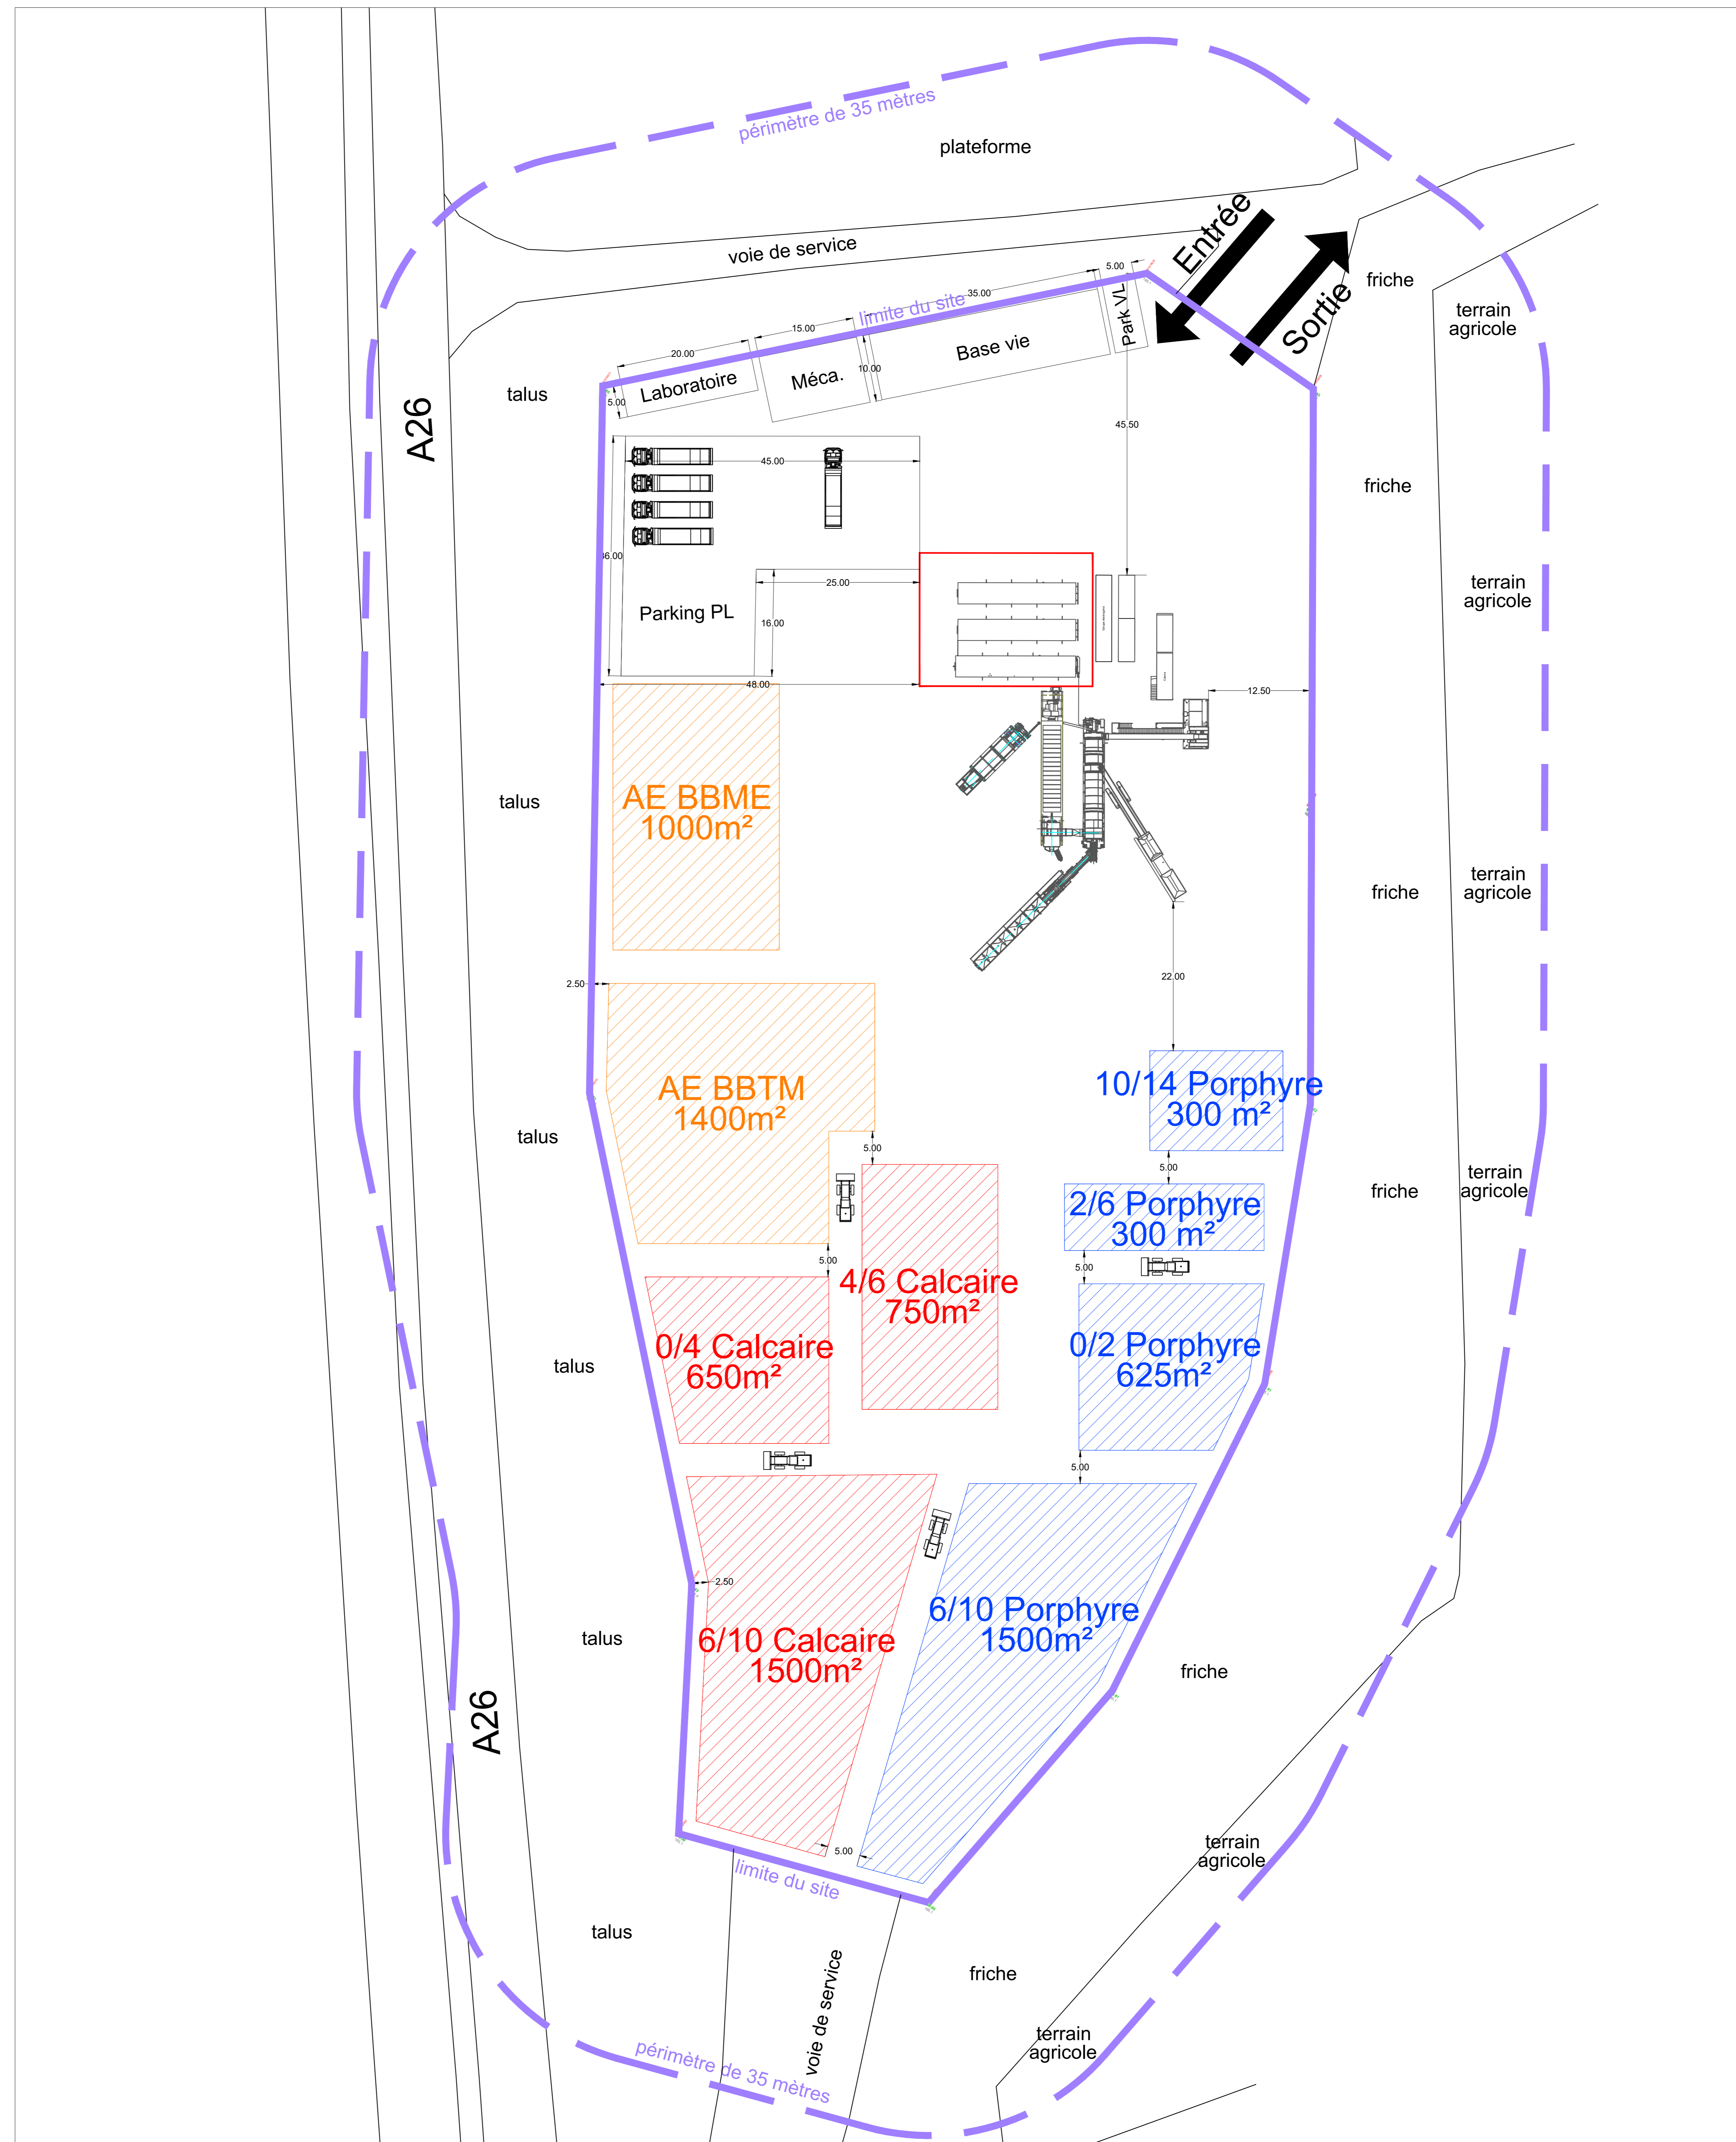 périmètre de 35 mètres
plateforme
Entrée
voie de service
Sortie
friche
5.00
35.00
limite du site
Park V/L
terrain
agricole
15.00
20.00
Base vie
10.00
Méca.
Laboratoire
5.00
talus
A26
45.50
45.00
friche
36.00
25.00
Parking PL
16.00
terrain
agricole
48.00
12.50
AE BBME
1000m²
talus
friche
terrain
agricole
2.50
22.00
AE BBTM
1400m²
10/14 Porphyre
300 m²
talus
5.00
5.00
terrain
agricole
friche
2/6 Porphyre
300 m²
5.00
5.00
4/6 Calcaire
750m²
0/4 Calcaire
650m²
0/2 Porphyre
625m²
talus
5.00
2.50
6/10 Porphyre
1500m²
6/10 Calcaire
1500m²
talus
friche
A26
5.00
terrain
agricole
limite du site
talus
voie de service
friche
terrain
agricole
périmètre de 35 mètres